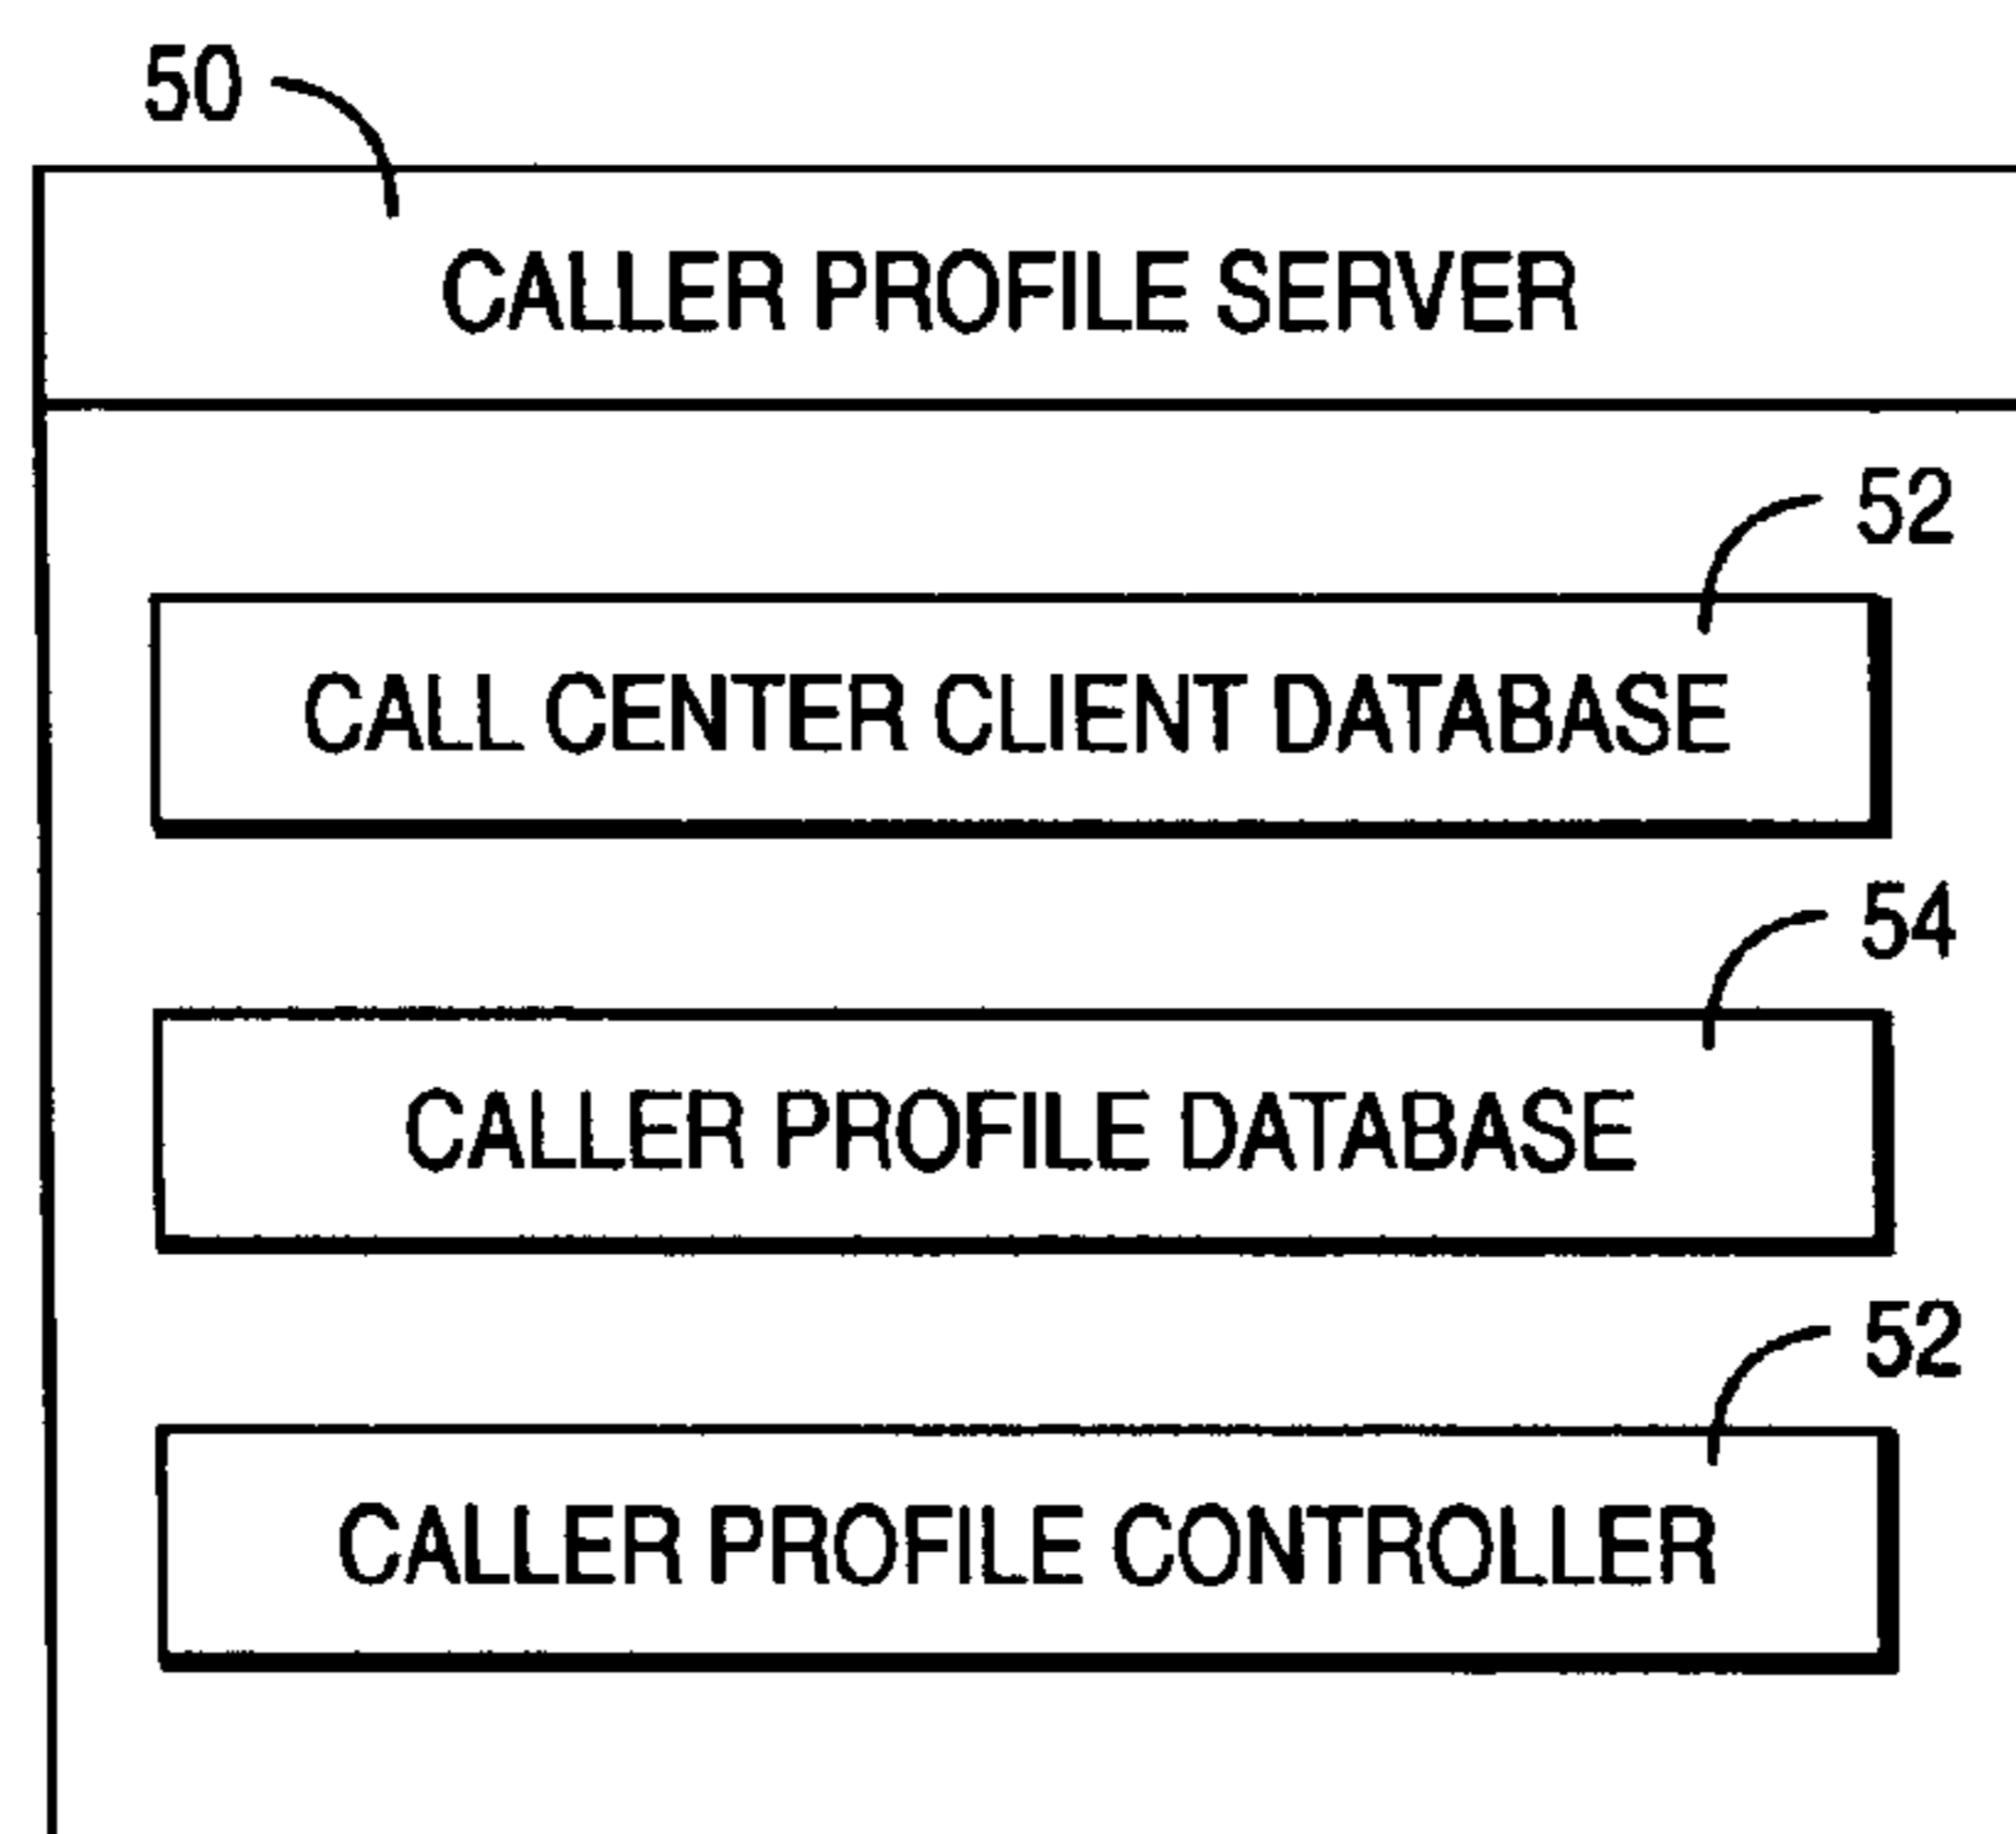 50
CALLER PROFILE SERVER
52
CALL CENTER CLIENT DATABASE
54
CALLER PROFILE DATABASE
52
CALLER PROFILE CONTROLLER